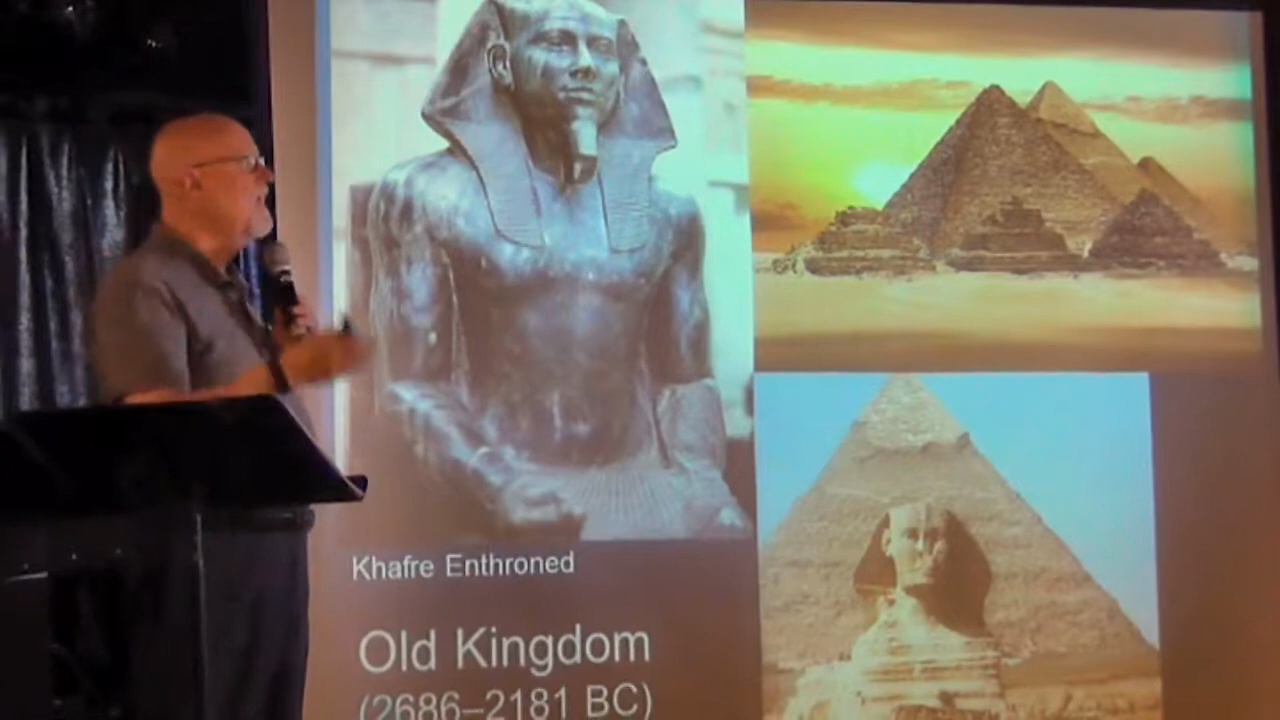 Khafre Enthroned
Old Kingdom
(2686–2181 BC)